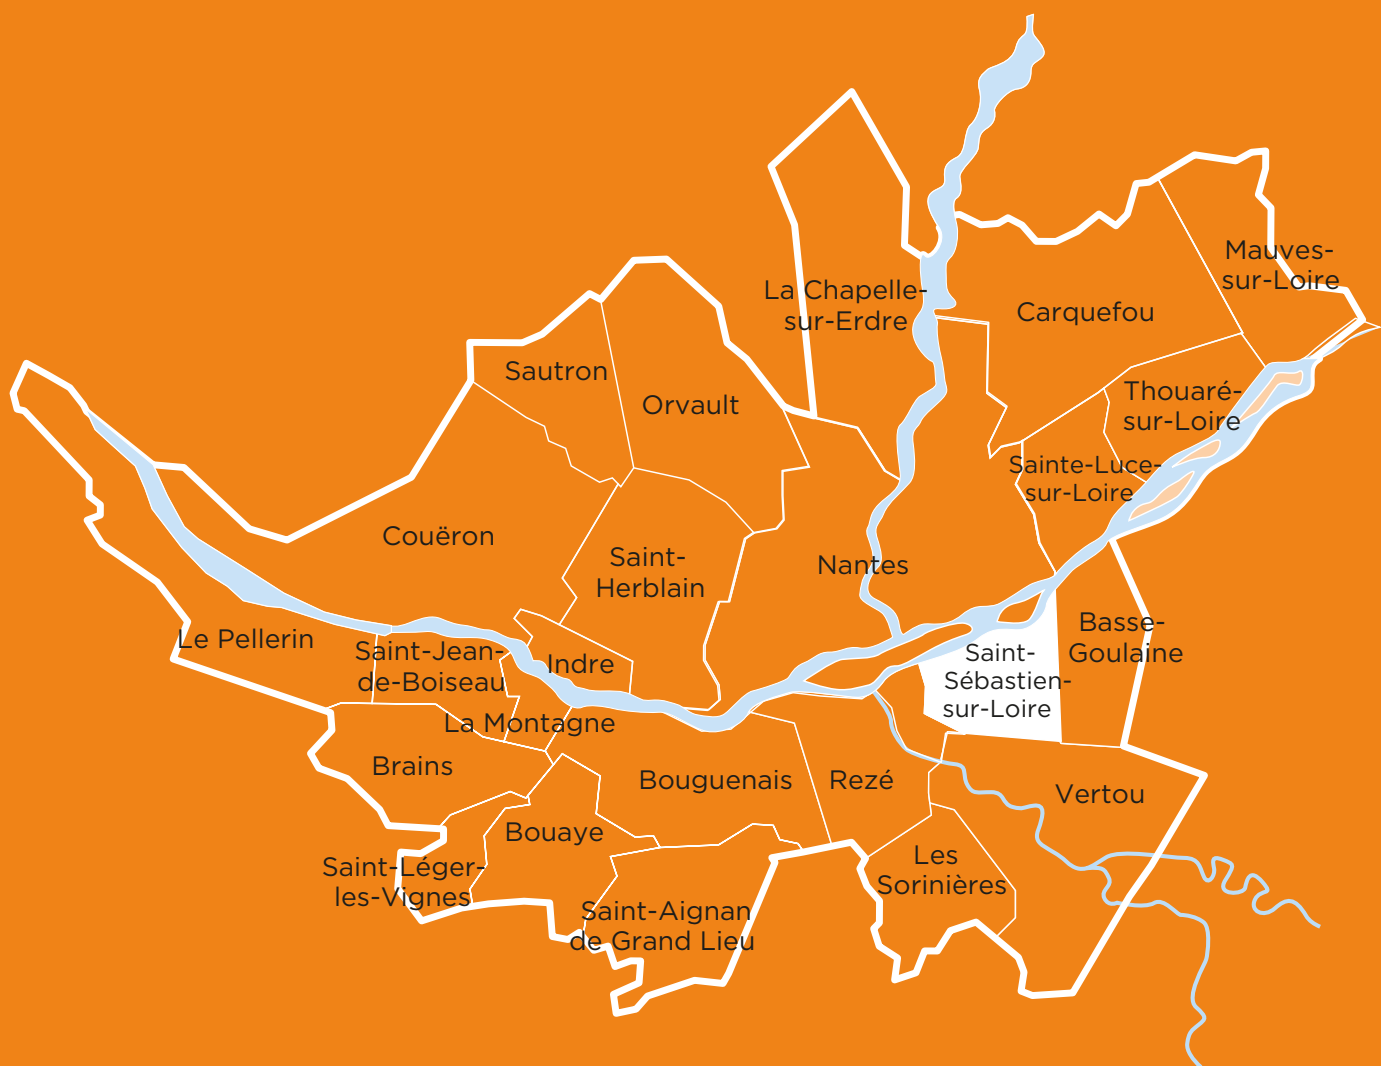 Mauves-
sur-Loire
La Chapelle-
sur-Erdre
Carquefou
Sautron
Orvault
Thouaré-
sur-Loire
Sainte-Luce-
sur-Loire
Couëron
Saint-
Herblain
Nantes
Basse-
Goulaine
Le Pellerin
Saint-Jean-
de-Boiseau
Indre
Saint-
Sébastien-
sur-Loire
La Montagne
Brains
Bouguenais
Rezé
Vertou
Bouaye
Les
Sorinières
Saint-Léger-
les-Vignes
Saint-Aignan
de Grand Lieu